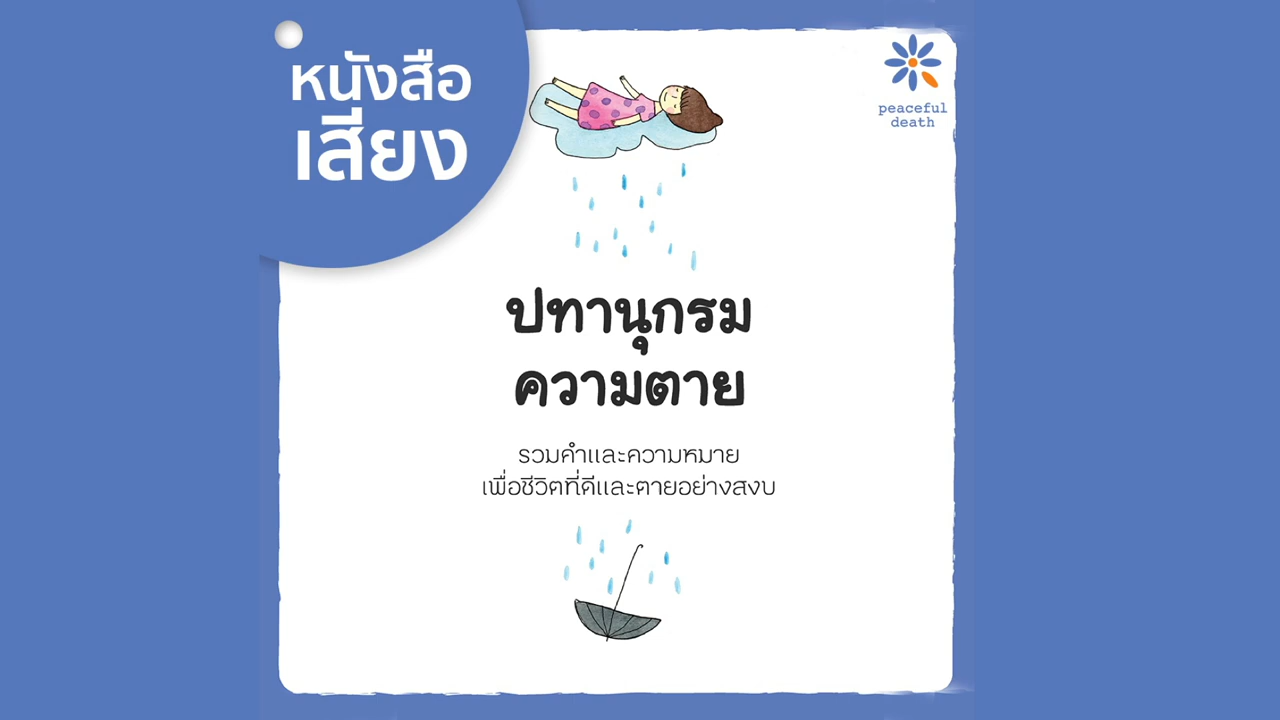 หนังสือ
เสียง
peaceful
death
ปทานุกรม
ความตาย
รวมคำและความหมาย
เพื่อชีวิตที่ดีและตายอย่างสงบ